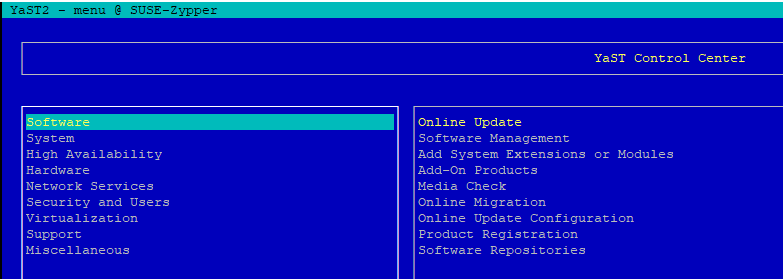 YaST2 - menu @ SUSE-Zypper
YaST Control Center
Software
System
High Availability
Hardware
Network Services
Security and Users
Virtualization
Support
Miscellaneous
Online Update
Software Management
Add System Extensions or Modules
Add-On Products
Media Check
Online Migration
Online Update Configuration
Product Registration
Software Repositories